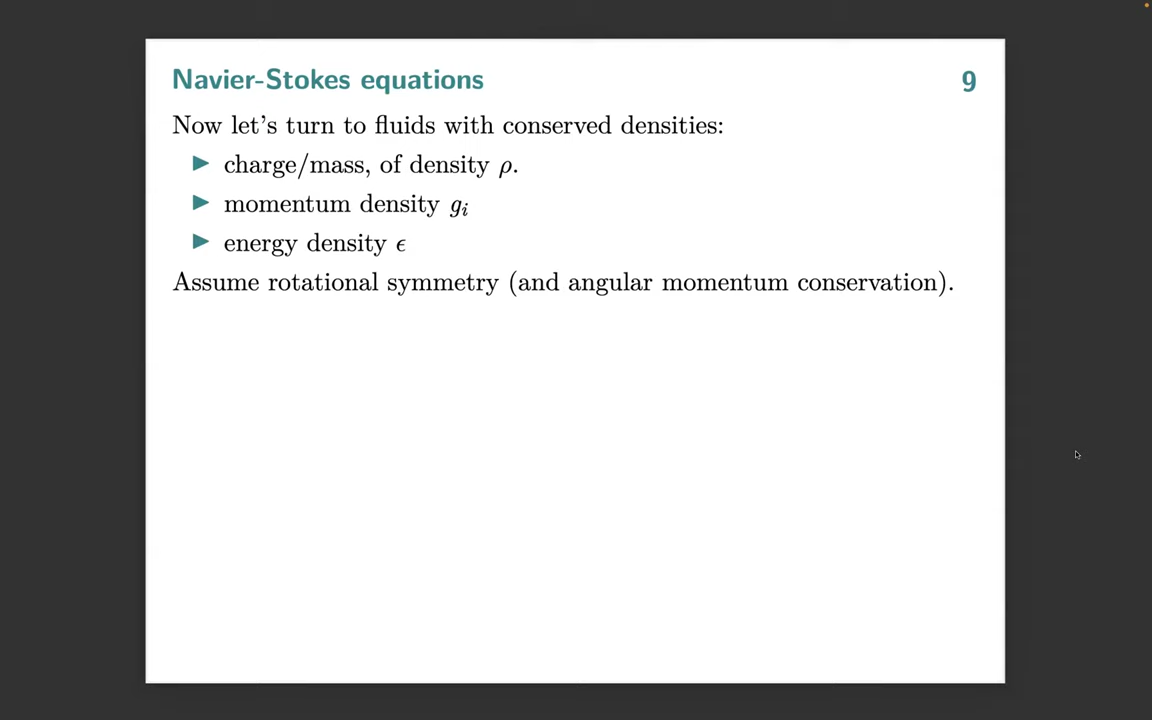 Navier-Stokes equations 9
Now let's turn to fluids with conserved densities:
▶ charge/mass, of density ρ.
▶ momentum density gᵢ
▶ energy density ϵ
Assume rotational symmetry (and angular momentum conservation).